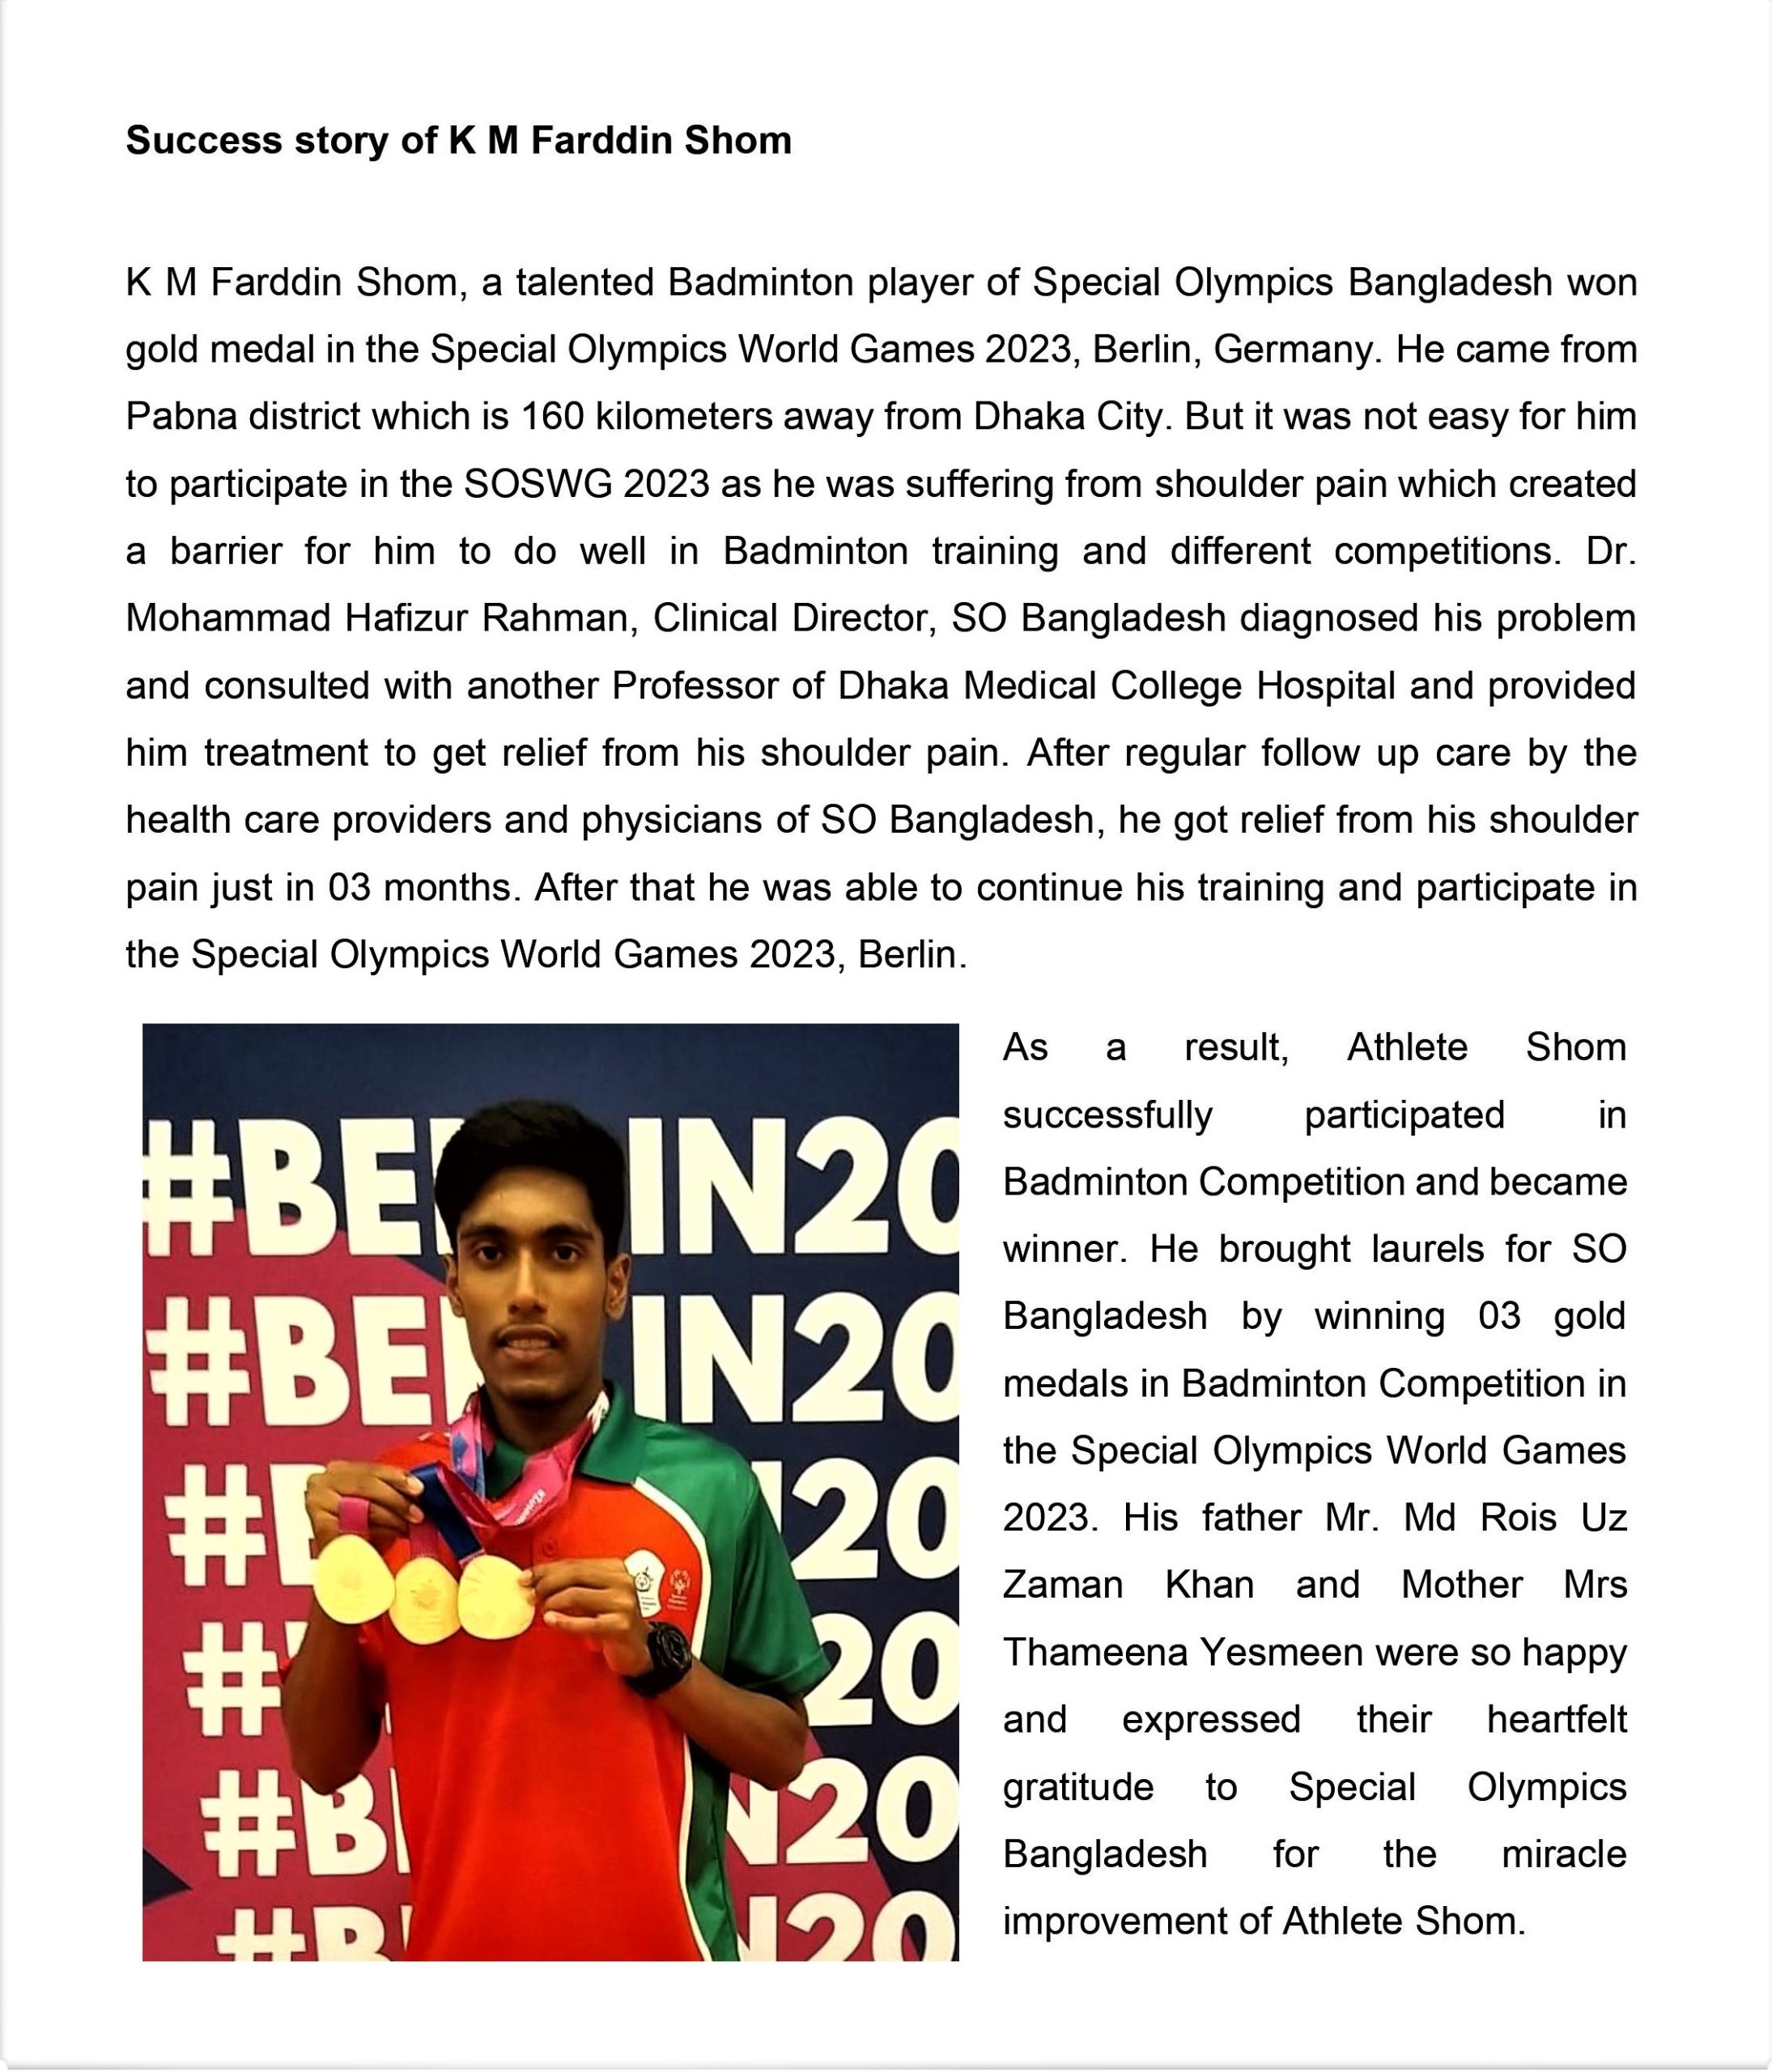 Success story of K M Farddin Shom
K M Farddin Shom, a talented Badminton player of Special Olympics Bangladesh won
gold medal in the Special Olympics World Games 2023, Berlin, Germany. He came from
Pabna district which is 160 kilometers away from Dhaka City. But it was not easy for him
to participate in the SOSWG 2023 as he was suffering from shoulder pain which created
a barrier for him to do well in Badminton training and different competitions. Dr.
Mohammad Hafizur Rahman, Clinical Director, SO Bangladesh diagnosed his problem
and consulted with another Professor of Dhaka Medical College Hospital and provided
him treatment to get relief from his shoulder pain. After regular follow up care by the
health care providers and physicians of SO Bangladesh, he got relief from his shoulder
pain just in 03 months. After that he was able to continue his training and participate in
the Special Olympics World Games 2023, Berlin.
#BE IN20
#BE IN20
# 20
# 20
#B N20
#B N20
As a result, Athlete Shom
successfully participated in
Badminton Competition and became
winner. He brought laurels for SO
Bangladesh by winning 03 gold
medals in Badminton Competition in
the Special Olympics World Games
2023. His father Mr. Md Rois Uz
Zaman Khan and Mother Mrs
Thameena Yesmeen were so happy
and expressed their heartfelt
gratitude to Special Olympics
Bangladesh for the miracle
improvement of Athlete Shom.